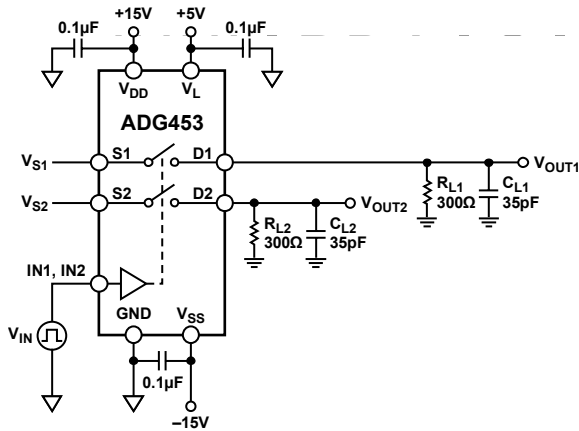 +15V +5V
0.1µF 0.1µF
VDD VL
ADG453
VS1 S1 D1 VOUT1
RL1 300Ω CL1 35pF
VS2 S2 D2 VOUT2
RL2 300Ω CL2 35pF
IN1, IN2
GND VSS
VIN
0.1µF
–15V